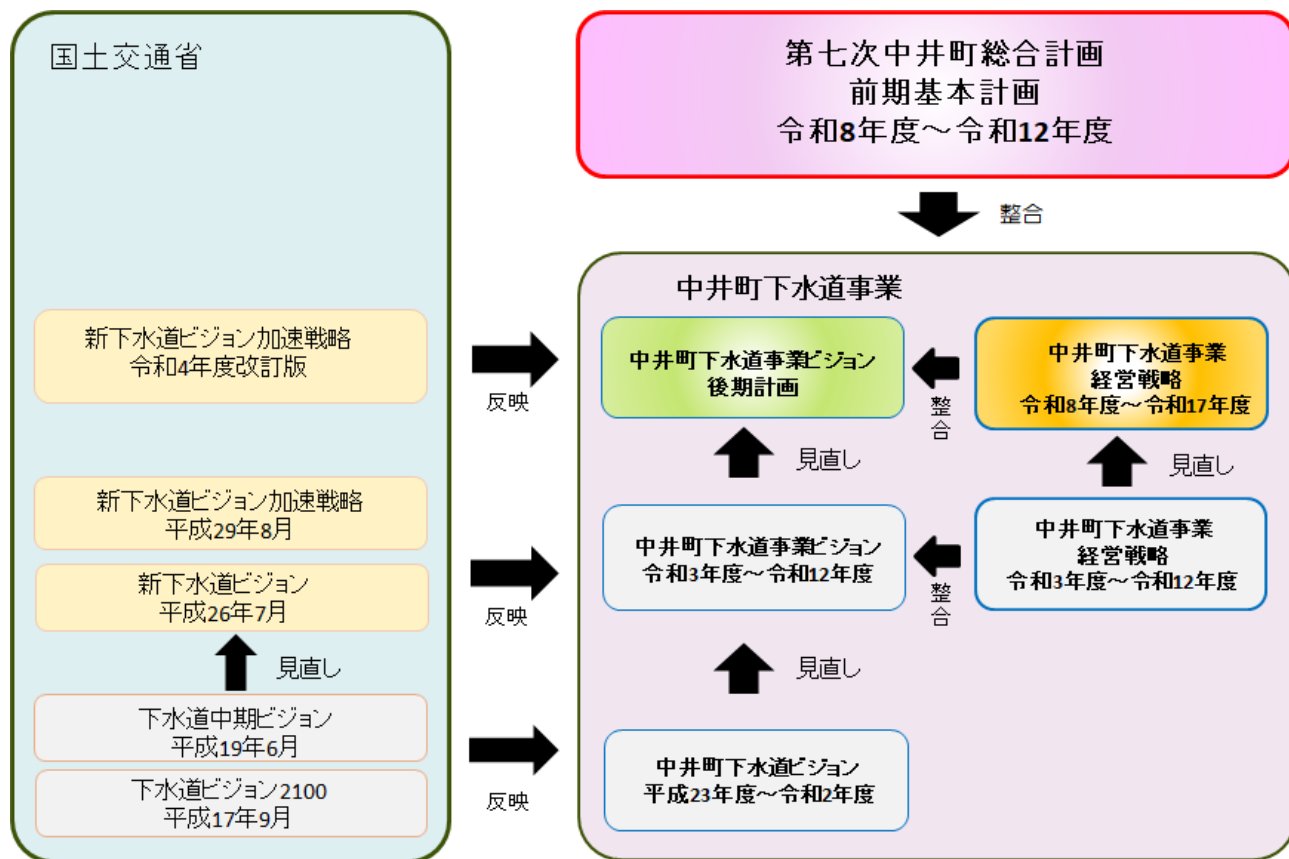 国土交通省
新下水道ビジョン加速戦略
令和4年度改訂版
新下水道ビジョン加速戦略
平成29年8月
新下水道ビジョン
平成26年7月
見直し
下水道中期ビジョン
平成19年6月
下水道ビジョン2100
平成17年9月
反映
反映
反映
第七次中井町総合計画
前期基本計画
令和8年度～令和12年度
整合
中井町下水道事業
中井町下水道事業ビジョン
後期計画
整合
中井町下水道事業
経営戦略
令和8年度～令和17年度
見直し
見直し
中井町下水道事業ビジョン
令和3年度～令和12年度
整合
中井町下水道事業
経営戦略
令和3年度～令和12年度
見直し
中井町下水道ビジョン
平成23年度～令和2年度